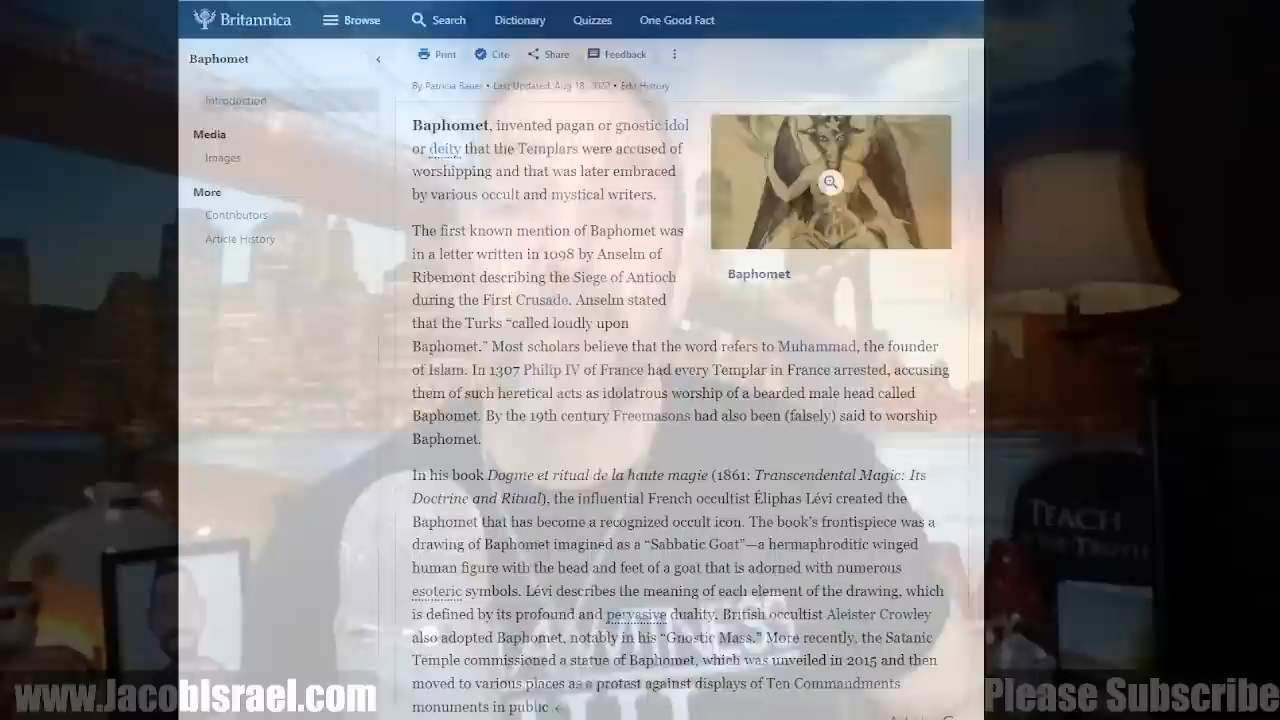 Britannica
Browse
Search
Dictionary
Quizzes
One Good Fact
Baphomet
Introduction
Media
Images
More
Contributors
Article History
Print
Cite
Share
Feedback
By Patricia Bauer • Last Updated: Aug 18, 2022 • Edit History
Baphomet, invented pagan or gnostic idol
or deity that the Templars were accused of
worshipping and that was later embraced
by various occult and mystical writers.
Baphomet
The first known mention of Baphomet was
in a letter written in 1098 by Anselm of
Ribemont describing the Siege of Antioch
during the First Crusade. Anselm stated
that the Turks “called loudly upon
Baphomet.” Most scholars believe that the word refers to Muhammad, the founder
of Islam. In 1307 Philip IV of France had every Templar in France arrested, accusing
them of such heretical acts as idolatrous worship of a bearded male head called
Baphomet. By the 19th century Freemasons had also been (falsely) said to worship
Baphomet.
In his book Dogme et ritual de la haute magie (1861; Transcendental Magic: Its
Doctrine and Ritual), the influential French occultist Éliphas Lévi created the
Baphomet that has become a recognized occult icon. The book’s frontispiece was a
drawing of Baphomet imagined as a “Sabbatic Goat”—a hermaphroditic winged
human figure with the head and feet of a goat that is adorned with numerous
esoteric symbols. Lévi describes the meaning of each element of the drawing, which
is defined by its profound and pervasive duality. British occultist Aleister Crowley
also adopted Baphomet, notably in his “Gnostic Mass.” More recently, the Satanic
Temple commissioned a statue of Baphomet, which was unveiled in 2015 and then
moved to various places as a protest against displays of Ten Commandments
monuments in public
TEACH
TRUTH
www.JacobIsrael.com
Please Subscribe